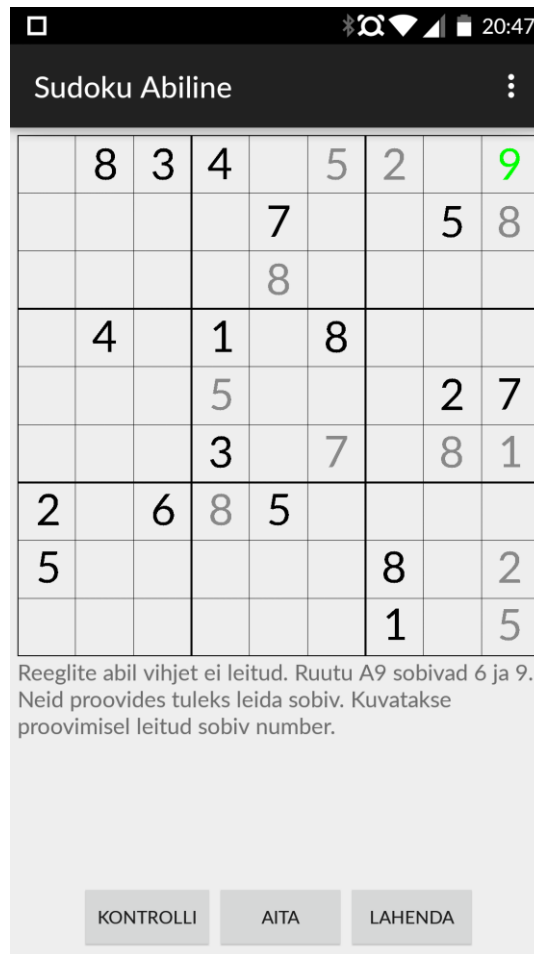 20:47
Sudoku Abiline
8 3 4 5 2 9
7 5 8
8
4 1 8
5 2 7
3 7 8 1
2 6 8 5
5 8 2
1 5
Reeglite abil vihjet ei leitud. Ruutu A9 sobivad 6 ja 9.
Neid proovides tuleks leida sobiv. Kuvatakse
proovimisel leitud sobiv number.
KONTROLLI AITA LAHENDA